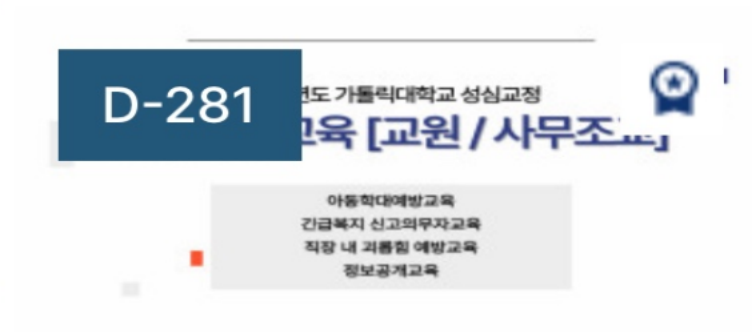 D-281
년도 가톨릭대학교 성심교정
교육 [교원 / 사무조교]
아동학대예방교육
긴급복지 신고의무자교육
직장 내 괴롭힘 예방교육
정보공개교육